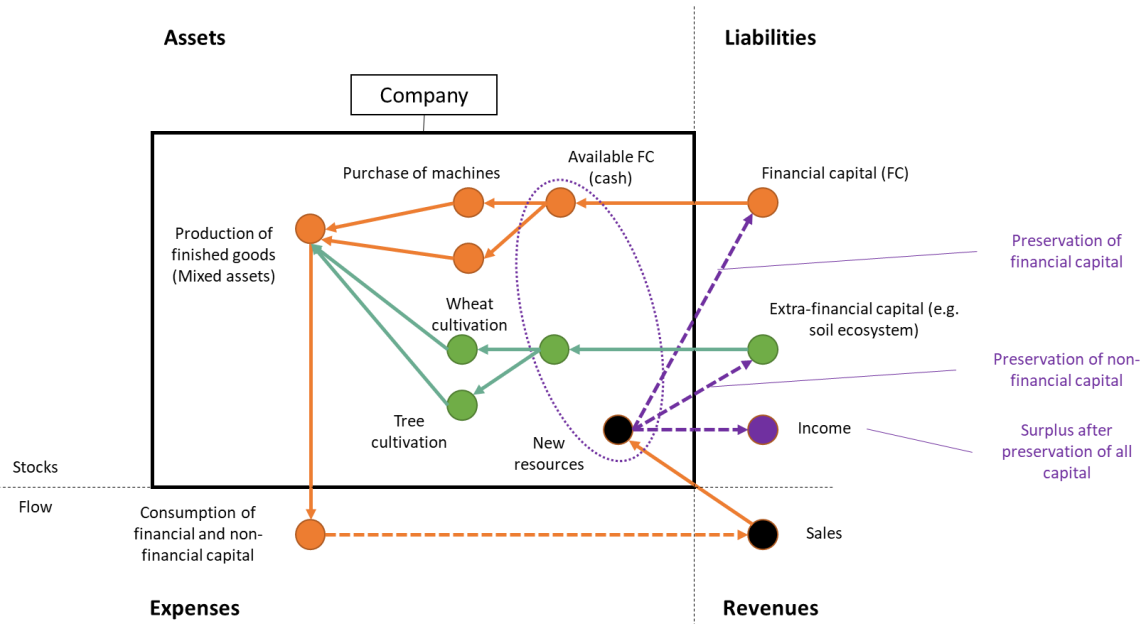 Assets
Liabilities
Company
Available FC
(cash)
Purchase of machines
Financial capital (FC)
Production of
finished goods
(Mixed assets)
Preservation of
financial capital
Wheat
cultivation
Extra-financial capital (e.g.
soil ecosystem)
Preservation of non-
financial capital
Tree
cultivation
New
resources
Income
Surplus after
preservation of all
capital
Stocks
Flow
Consumption of
financial and non-
financial capital
Sales
Expenses
Revenues